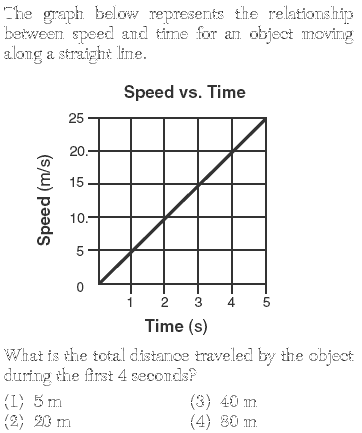 The graph below represents the relationship
between speed and time for an object moving
along a straight line.
Speed vs. Time
25
20.
15
10.
5
0
1 2 3 4 5
Speed (m/s)
Time (s)
What is the total distance traveled by the object
during the first 4 seconds?
(1) 5 m (3) 40 m
(2) 20 m (4) 80 m